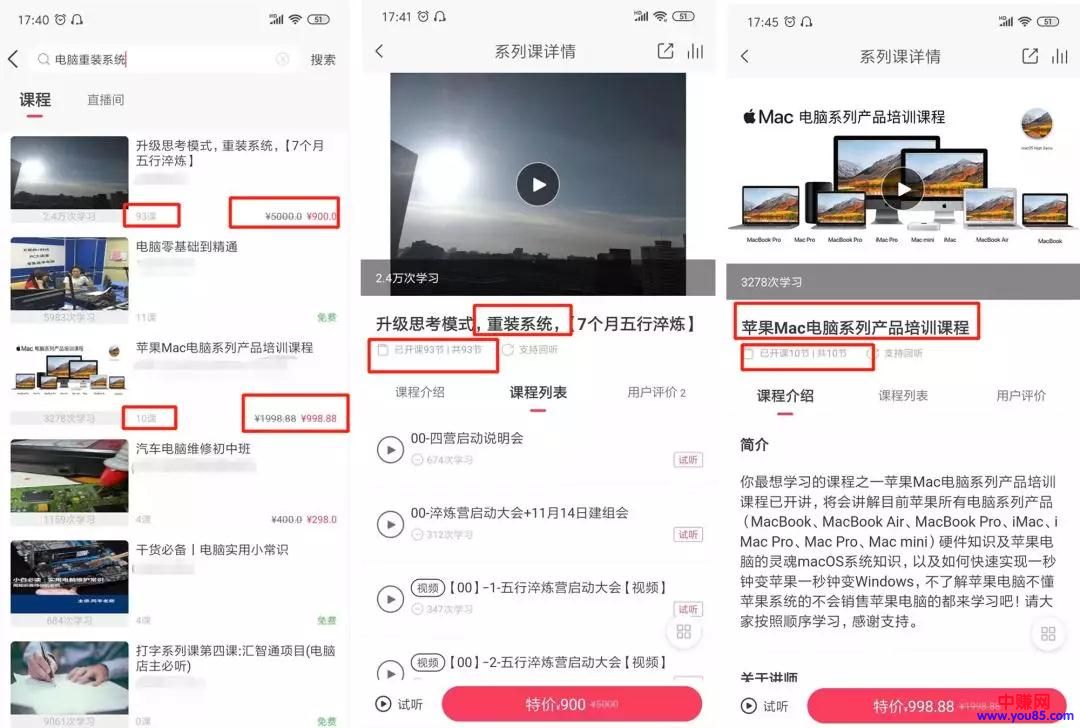 17:40
HD
51
电脑重装系统
搜索
课程
直播间
升级思考模式，重装系统，【7个月
五行淬炼】
2.4万次学习
93课
¥5000.0 ¥900.0
电脑零基础到精通
5983次学习
11课
免费
苹果Mac电脑系列产品培训课程
3278次学习
10课
¥1998.88 ¥998.88
汽车电脑维修初中班
1159次学习
4课
¥400.0 ¥298.0
干货必备丨电脑实用小常识
684次学习
4课
免费
打字系列课第四课:汇智通项目(电脑
店主必听)
9061次学习
0课
免费
17:41
HD
51
系列课详情
2.4万次学习
升级思考模式，重装系统，【7个月五行淬炼】
已开课93节 | 共93节
支持回听
课程介绍
课程列表
用户评价 2
00-四营启动说明会
674次学习
试听
00-淬炼营启动大会+11月14日建组会
312次学习
试听
视频【00】-1-五行淬炼营启动大会【视频】
347次学习
试听
视频【00】-2-五行淬炼营启动大会【视频】
试听
特价¥900 ¥5000
17:45
HD
51
系列课详情
Mac 电脑系列产品培训课程
macOS High Sierra
MacBook Pro
Mac Pro
MacBook Pro
iMac Pro
Mac mini
iMac
MacBook Air
MacBook
3278次学习
苹果Mac电脑系列产品培训课程
已开课10节 | 共10节
支持回听
课程介绍
课程列表
用户评价
简介
你最想学习的课程之一苹果Mac电脑系列产品培训
课程已开讲，将会讲解目前苹果所有电脑系列产品
（MacBook、MacBook Air、MacBook Pro、iMac、i
Mac Pro、Mac Pro、Mac mini）硬件知识及苹果电
脑的灵魂macOS系统知识，以及如何快速实现一秒
钟变苹果一秒钟变Windows，不了解苹果电脑不懂
苹果系统的不会销售苹果电脑的都来学习吧！请大
家按照顺序学习，感谢支持。
关于讲师
试听
特价¥998.88 ¥1998.88
中赚网
www.you85.com